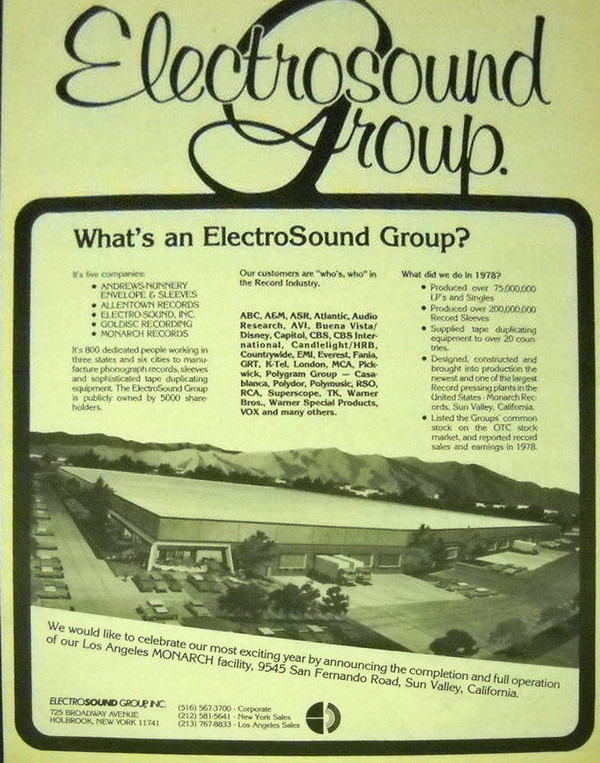 Electrosound
Group.
What's an ElectroSound Group?
It's five companies:
• ANDREWS-NUNNERY
ENVELOPE & SLEEVES
• ALLENTOWN RECORDS
• ELECTRO-SOUND, INC.
• GOLDISC RECORDING
• MONARCH RECORDS
It's 800 dedicated people working in
three states and six cities to manu-
facture phonograph records, sleeves
and sophisticated tape duplicating
equipment. The ElectroSound Group
is publicly owned by 5000 share-
holders.
Our customers are "who's, who" in
the Record Industry.
ABC, A&M, ASR, Atlantic, Audio
Research, AVI, Buena Vista/
Disney, Capitol, CBS, CBS Inter-
national, Candlelight/HRB,
Countrywide, EMI, Everest, Fania,
GRT, K-Tel, London, MCA, Pick-
wick, Polygram Group — Casa-
blanca, Polydor, Polymusic, RSO,
RCA, Superscope, TK, Warner
Bros., Warner Special Products,
VOX and many others.
What did we do in 1978?
• Produced over 75,000,000
LP's and Singles
• Produced over 200,000,000
Record Sleeves
• Supplied tape duplicating
equipment to over 20 coun-
tries.
• Designed, constructed and
brought into production the
newest and one of the largest
Record pressing plants in the
United States - Monarch Rec-
ords, Sun Valley, California.
• Listed the Groups' common
stock on the OTC stock
market, and reported record
sales and earnings in 1978.
We would like to celebrate our most exciting year by announcing the completion and full operation
of our Los Angeles MONARCH facility, 9545 San Fernando Road, Sun Valley, California.
ELECTROSOUND GROUP, INC.
725 BROADWAY AVENUE
HOLBROOK, NEW YORK 11741
(516) 567-3700 - Corporate
(212) 581-5641 - New York Sales
(213) 767-8833 - Los Angeles Sales